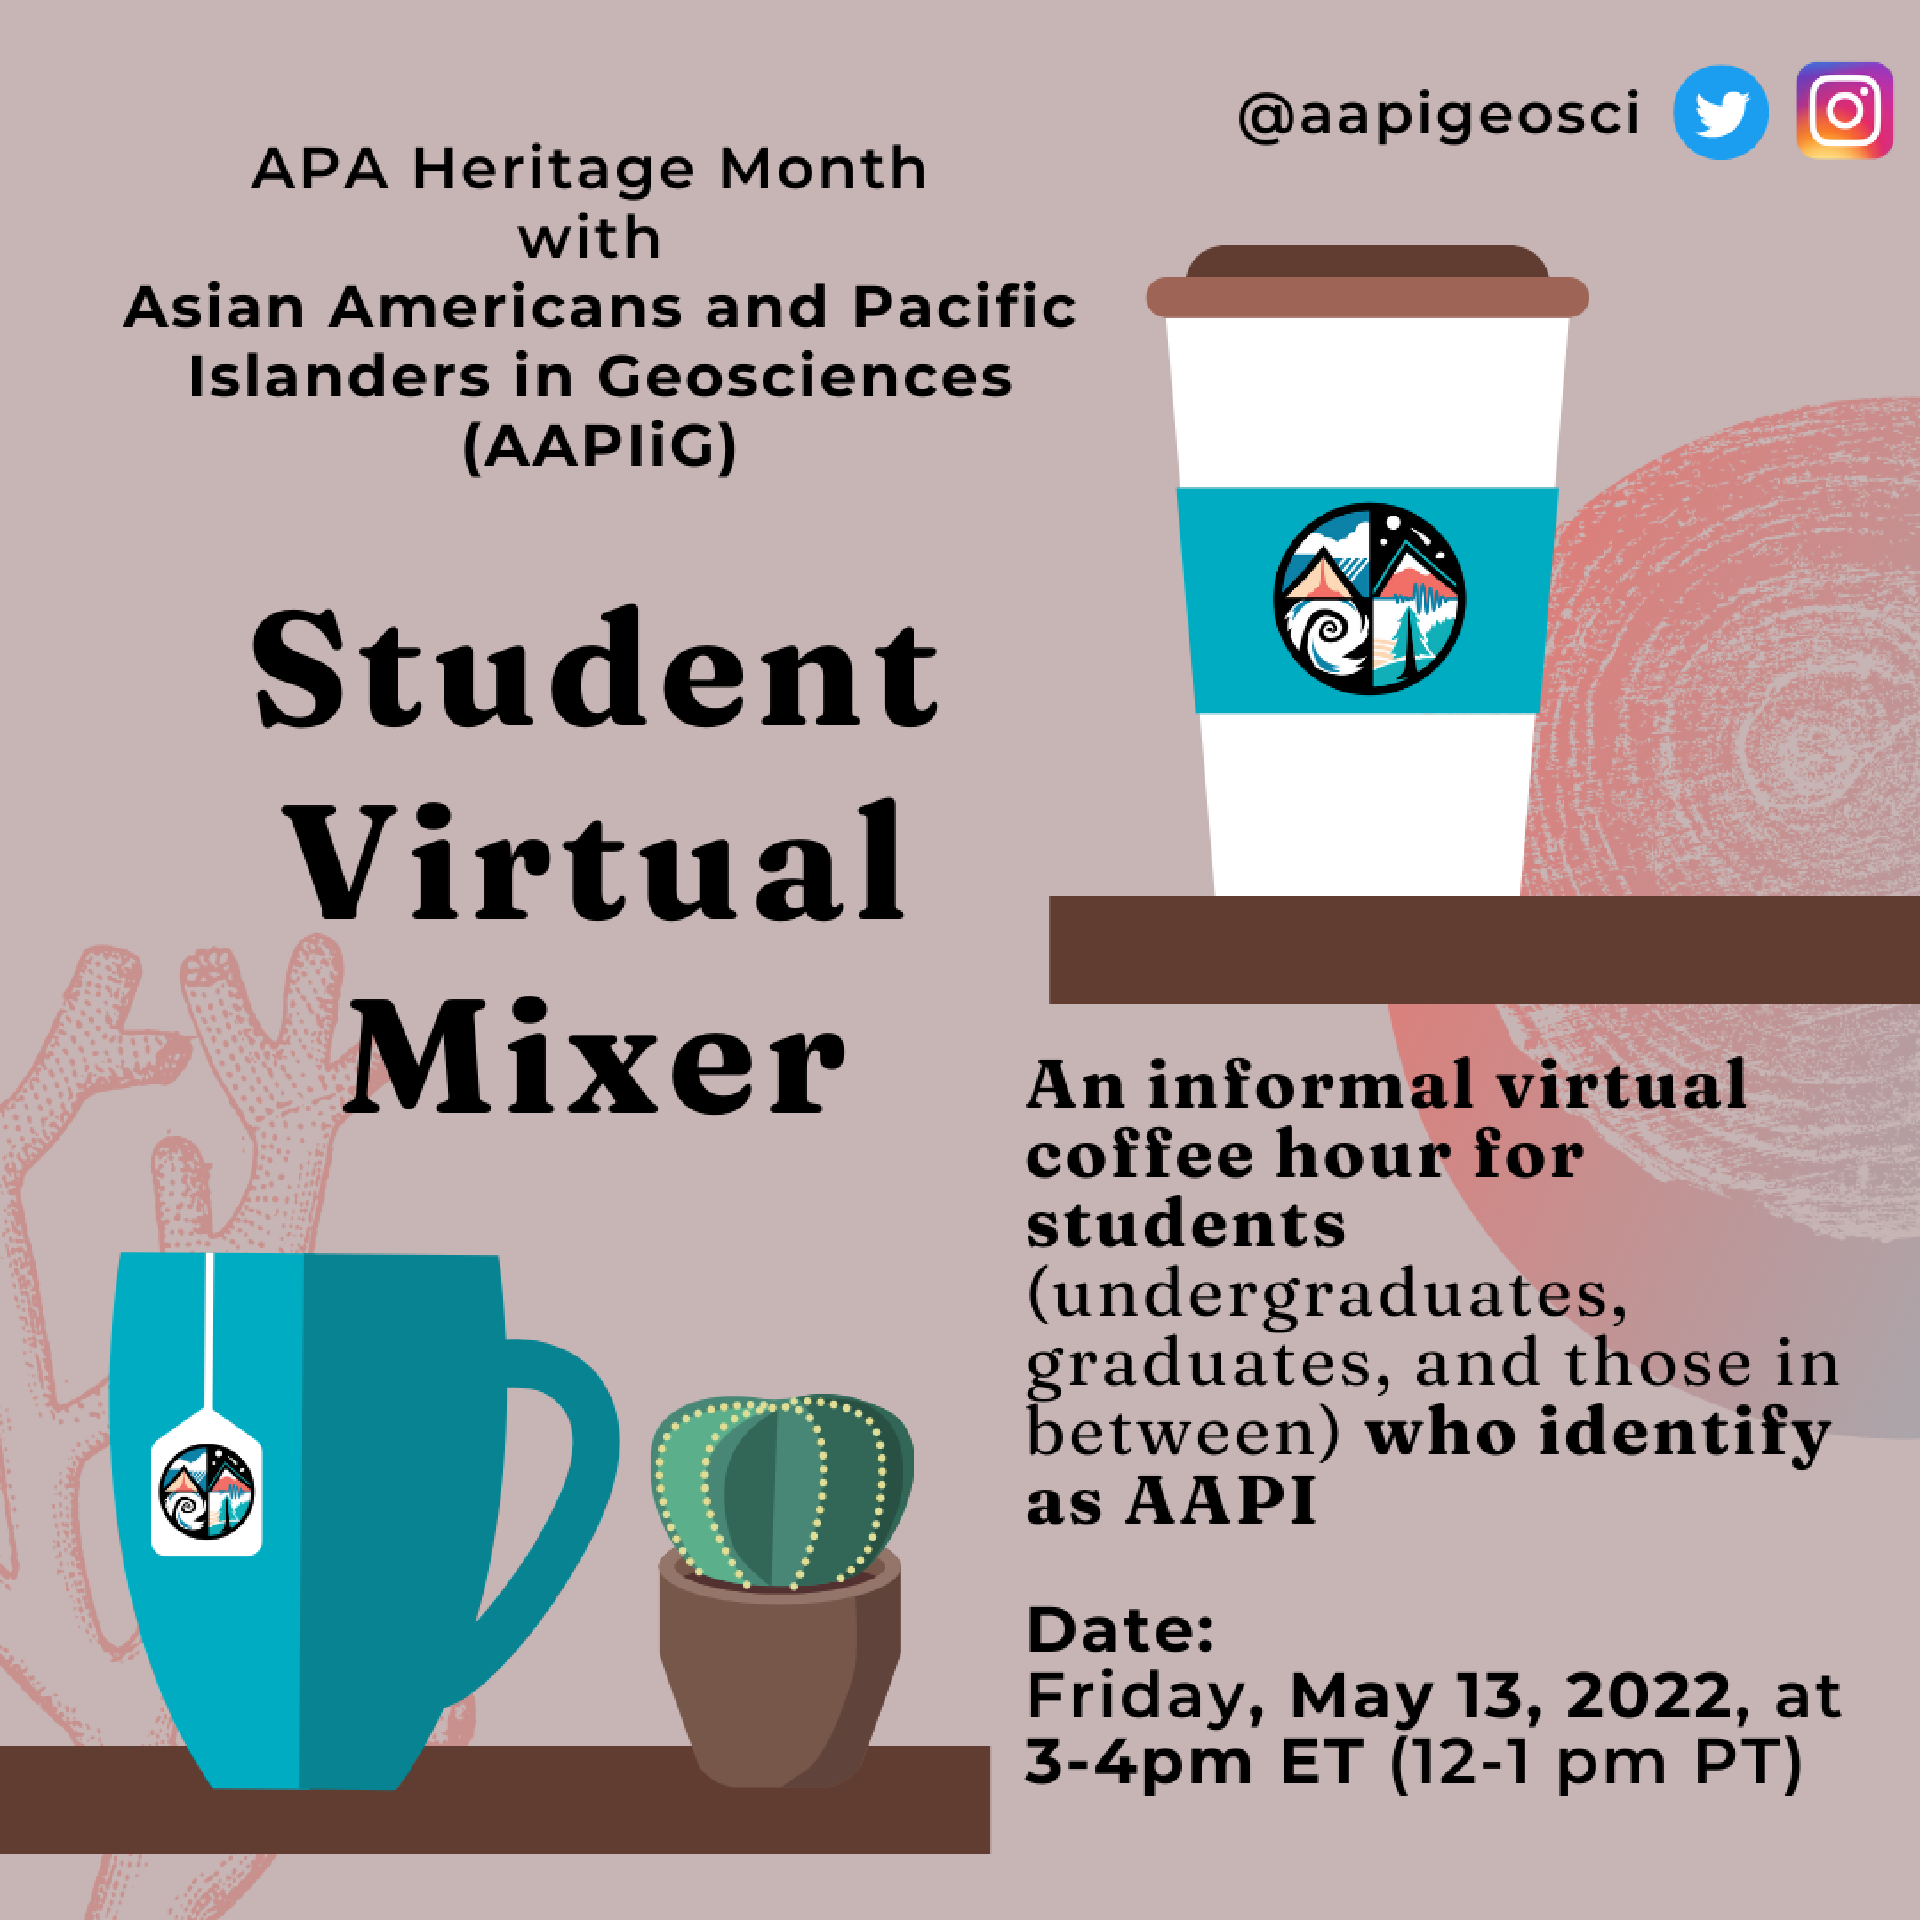 @aapigeosci
APA Heritage Month
with
Asian Americans and Pacific
Islanders in Geosciences
(AAPIiG)
Student
Virtual
Mixer
An informal virtual
coffee hour for
students
(undergraduates,
graduates, and those in
between) who identify
as AAPI
Date:
Friday, May 13, 2022, at
3-4pm ET (12-1 pm PT)